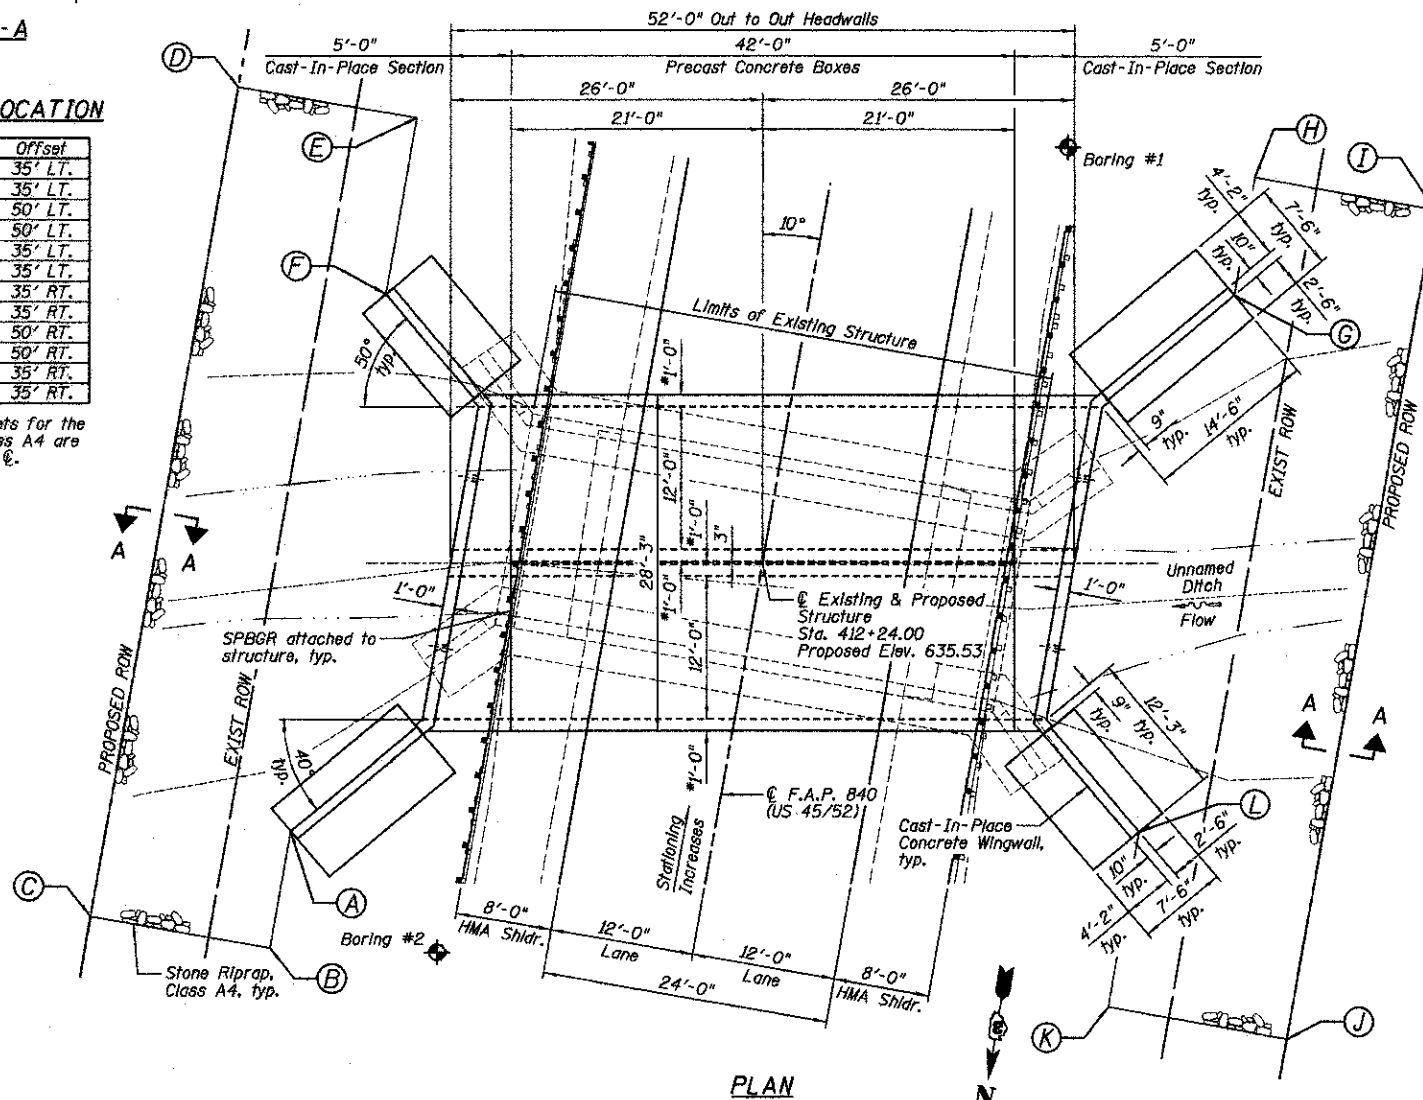 -A
OCATION
Offset
35' LT.
35' LT.
50' LT.
50' LT.
35' LT.
35' LT.
35' RT.
35' RT.
50' RT.
50' RT.
35' RT.
35' RT.
ets for the
ss A4 are
℄.
52'-0" Out to Out Headwalls
5'-0"
Cast-In-Place Section
42'-0"
Precast Concrete Boxes
5'-0"
Cast-In-Place Section
26'-0"
26'-0"
21'-0"
21'-0"
D
E
F
H
I
G
Boring #1
10°
4'-2"
typ.
7'-6"
typ.
10"
typ.
2'-6"
typ.
Limits of Existing Structure
50°
typ.
*1'-0"
9"
typ.
14'-6"
typ.
EXIST ROW
PROPOSED ROW
12'-0"
*1'-0"
3"
28'-3"
*1'-0"
12'-0"
*1'-0"
A
A
1'-0"
1'-0"
Unnamed
Ditch
Flow
℄ Existing & Proposed
Structure
Sta. 412+24.00
Proposed Elev. 635.53
SPBGR attached to
structure, typ.
PROPOSED ROW
EXIST ROW
40°
typ.
9"
typ.
12'-3"
typ.
A
A
℄ F.A.P. 840
(US 45/52)
Stationing
Increases
Cast-In-Place
Concrete Wingwall,
typ.
L
10"
typ.
2'-6"
typ.
4'-2"
typ.
7'-6"
typ.
C
A
B
Boring #2
Stone Riprap,
Class A4, typ.
8'-0"
HMA Shldr.
12'-0"
Lane
12'-0"
Lane
8'-0"
HMA Shldr.
24'-0"
K
J
N
PLAN